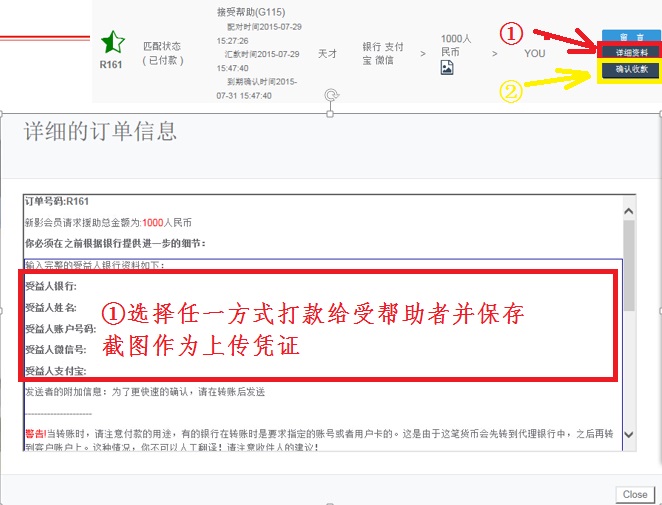 接受帮助(G115)
配对时间2015-07-29
15:27:26
汇款时间2015-07-29
15:47:40
到期确认时间2015-
07-31 15:47:40
R161
匹配状态
(已付款)
天才
银行 支付
宝 微信
>
1000人
民币
>
YOU
①
②
留 言
详细资料
确认收款
详细的订单信息
订单号码:R161
新影会员请求援助总金额为:1000人民币
你必须在之前根据银行提供进一步的细节：
输入完整的受益人银行资料如下：
受益人银行:
受益人姓名:
受益人账户号码:
受益人微信号:
受益人支付宝:
①选择任一方式打款给受帮助者并保存
截图作为上传凭证
发送者的附加信息：为了更快速的确认，请在转账后发送
--------------------
警告!当转账时，请注意付款的用途，有的银行在转账时是要求指定的账号或者用户卡的。这是由于这笔货币会先转到代理银行中，之后再转
到客户账户上。这种情况，你不可以人工翻译！请注意收件人的建议！
Close